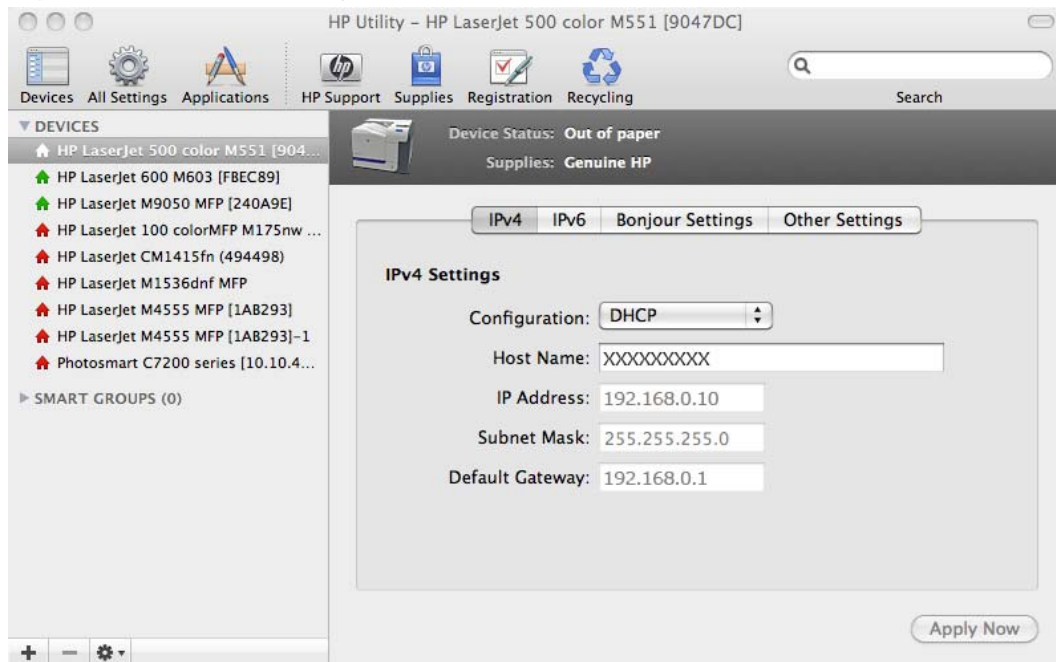 HP Utility – HP LaserJet 500 color M551 [9047DC]
Devices All Settings Applications HP Support Supplies Registration Recycling Search
DEVICES
HP LaserJet 500 color M551 [904...
HP LaserJet 600 M603 [FBEC89]
HP LaserJet M9050 MFP [240A9E]
HP LaserJet 100 colorMFP M175nw ...
HP LaserJet CM1415fn (494498)
HP LaserJet M1536dnf MFP
HP LaserJet M4555 MFP [1AB293]
HP LaserJet M4555 MFP [1AB293]-1
Photosmart C7200 series [10.10.4...
SMART GROUPS (0)
Device Status: Out of paper
Supplies: Genuine HP
IPv4 IPv6 Bonjour Settings Other Settings
IPv4 Settings
Configuration: DHCP
Host Name: XXXXXXXXX
IP Address: 192.168.0.10
Subnet Mask: 255.255.255.0
Default Gateway: 192.168.0.1
Apply Now